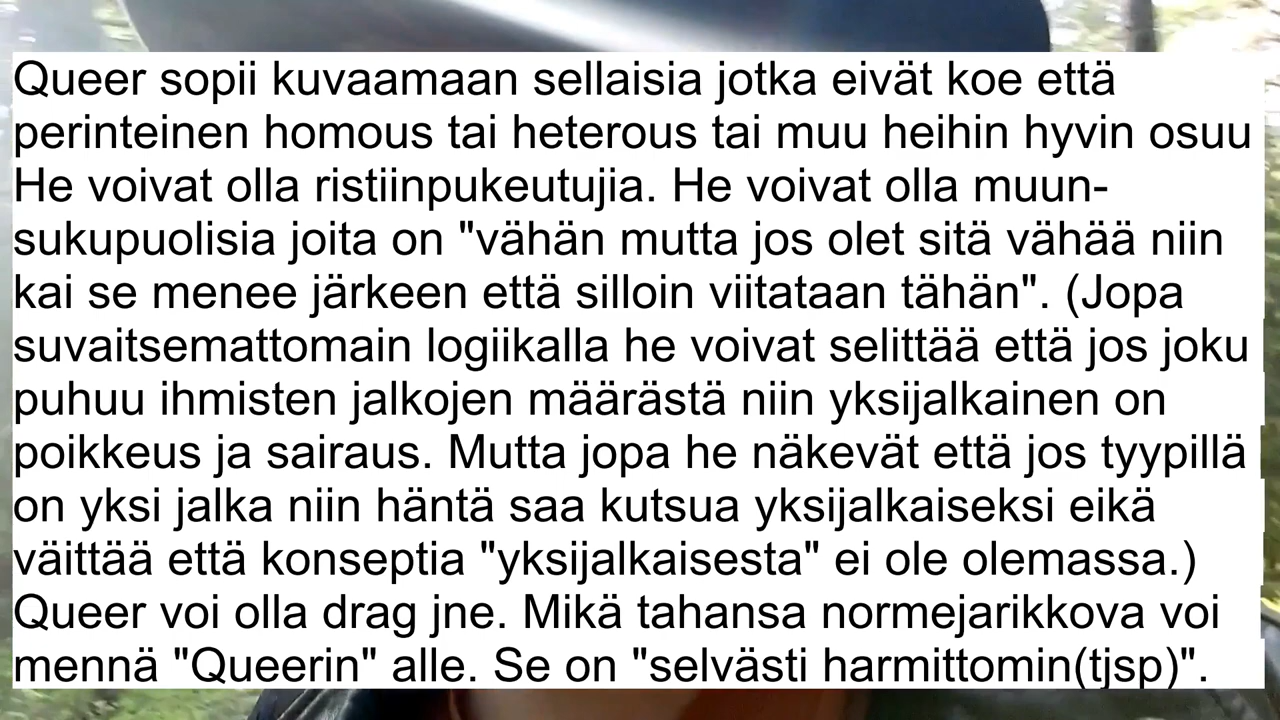 Queer sopii kuvaamaan sellaisia jotka eivät koe että
perinteinen homous tai heterous tai muu heihin hyvin osuu
He voivat olla ristiinpukeutujia. He voivat olla muun-
sukupuolisia joita on "vähän mutta jos olet sitä vähää niin
kai se menee järkeen että silloin viitataan tähän". (Jopa
suvaitsemattomain logiikalla he voivat selittää että jos joku
puhuu ihmisten jalkojen määrästä niin yksijalkainen on
poikkeus ja sairaus. Mutta jopa he näkevät että jos tyypillä
on yksi jalka niin häntä saa kutsua yksijalkaiseksi eikä
väittää että konseptia "yksijalkaisesta" ei ole olemassa.)
Queer voi olla drag jne. Mikä tahansa normejarikkova voi
mennä "Queerin" alle. Se on "selvästi harmittomin(tjsp)".